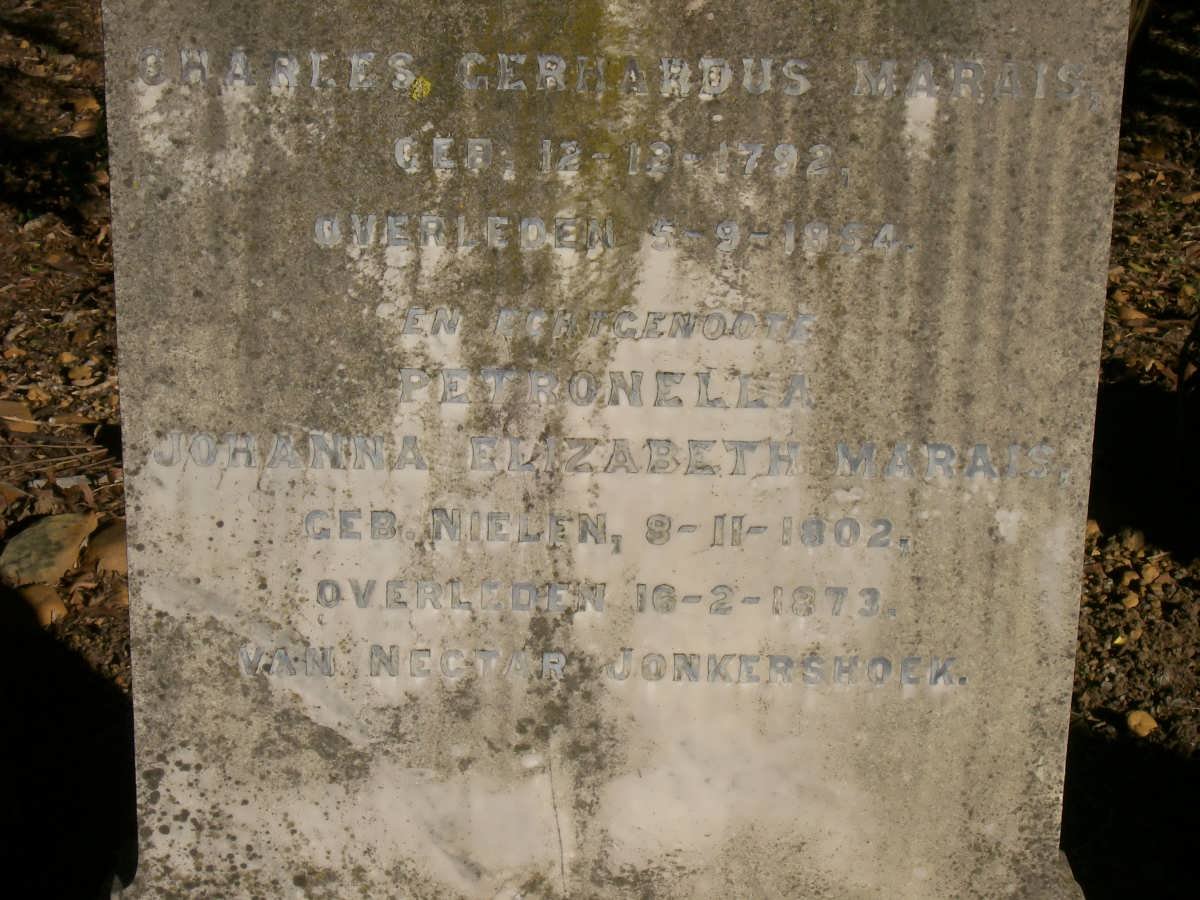 CHARLES GERHARDUS MARAIS,
GEB. 12-12-1792,
OVERLEDEN 5-9-1854.
EN ECHTGENOOTE
PETRONELLA
JOHANNA ELIZABETH MARAIS,
GEB. NIELEN, 8-11-1802,
OVERLEDEN 16-2-1873.
VAN NECTAR JONKERSHOEK.